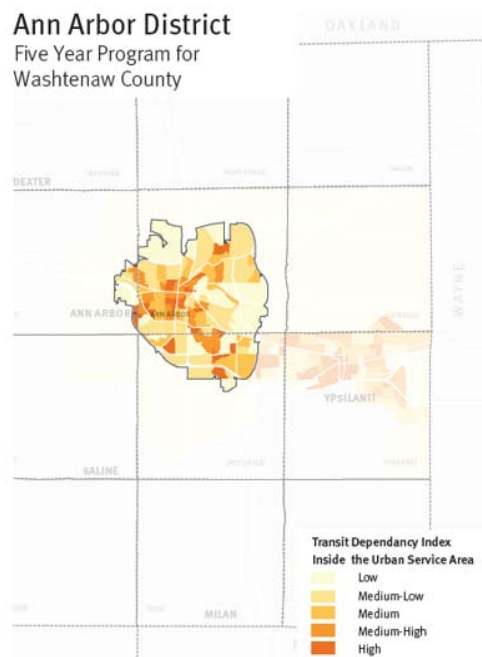 Ann Arbor District
Five Year Program for
Washtenaw County
OAKLAND
DEXTER
WAYNE
ANN ARBOR
ANN ARBOR
YPSILANTI
SALINE
MILAN
Transit Dependancy Index
Inside the Urban Service Area
Low
Medium-Low
Medium
Medium-High
High